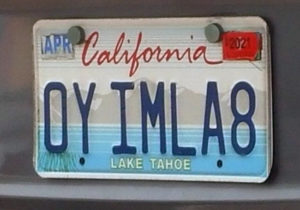 APR California 2021
OY IMLA8
LAKE TAHOE